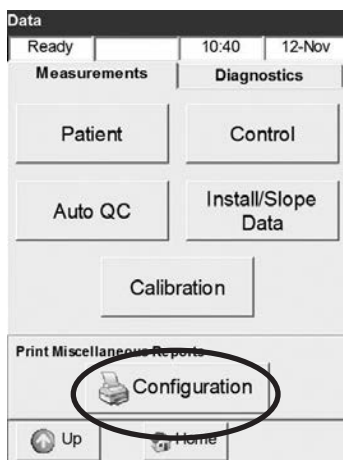 Data
Ready 10:40 12-Nov
Measurements Diagnostics
Patient Control
Auto QC Install/Slope
Data
Calibration
Print Miscellaneous Reports
Configuration
Up Home